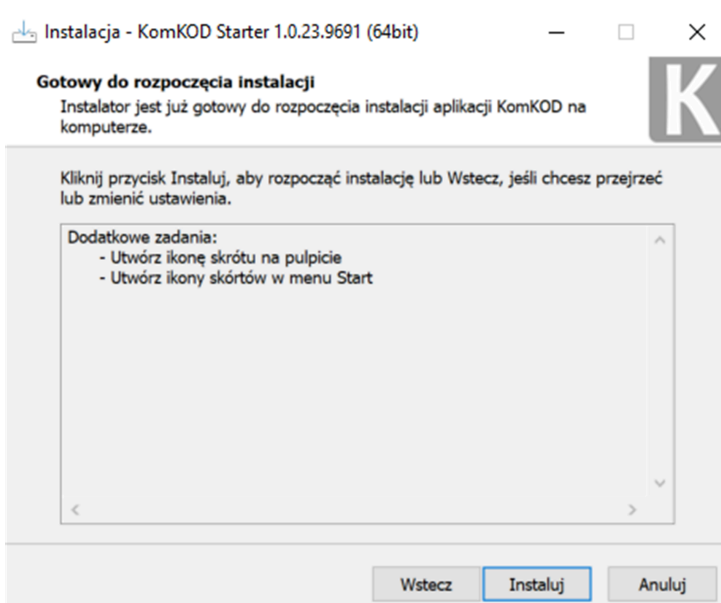 Instalacja - KomKOD Starter 1.0.23.9691 (64bit)
Gotowy do rozpoczęcia instalacji
Instalator jest już gotowy do rozpoczęcia instalacji aplikacji KomKOD na
komputerze.
K
Kliknij przycisk Instaluj, aby rozpocząć instalację lub Wstecz, jeśli chcesz przejrzeć
lub zmienić ustawienia.
Dodatkowe zadania:
- Utwórz ikonę skrótu na pulpicie
- Utwórz ikony skórtów w menu Start
Wstecz Instaluj Anuluj